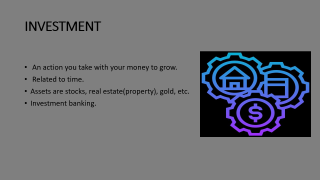 INVESTMENT
• An action you take with your money to grow.
• Related to time.
• Assets are stocks, real estate(property), gold, etc.
• Investment banking.
$